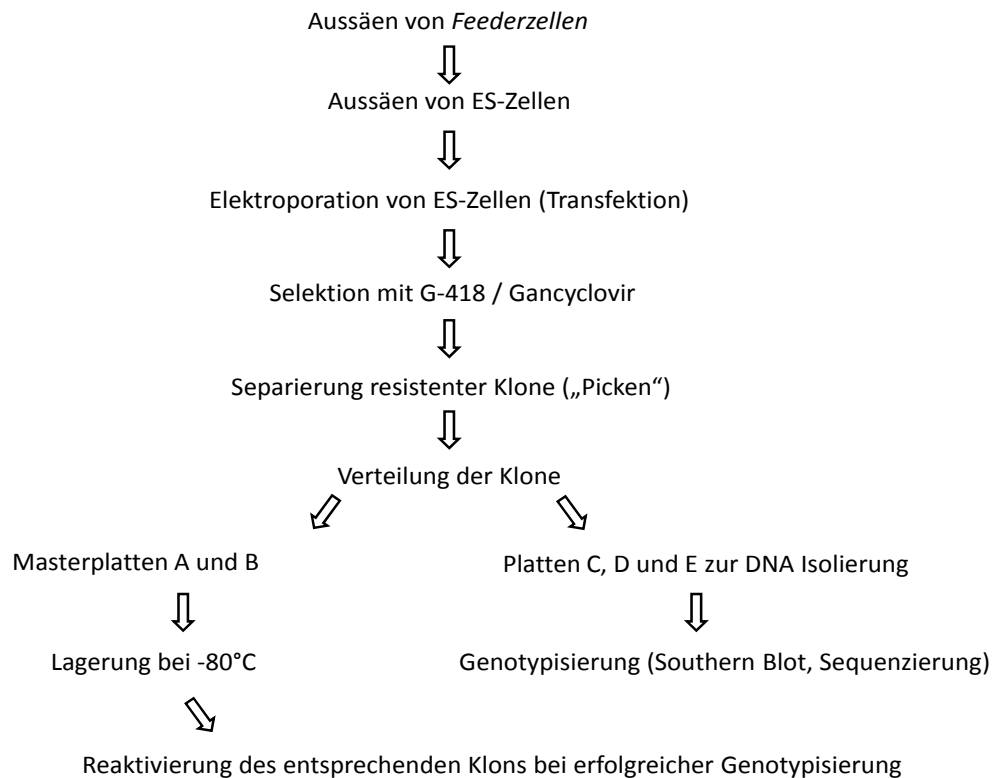 Aussäen von Feederzellen
Aussäen von ES-Zellen
Elektroporation von ES-Zellen (Transfektion)
Selektion mit G-418 / Gancyclovir
Separierung resistenter Klone („Picken“)
Verteilung der Klone
Masterplatten A und B
Platten C, D und E zur DNA Isolierung
Lagerung bei -80°C
Genotypisierung (Southern Blot, Sequenzierung)
Reaktivierung des entsprechenden Klons bei erfolgreicher Genotypisierung